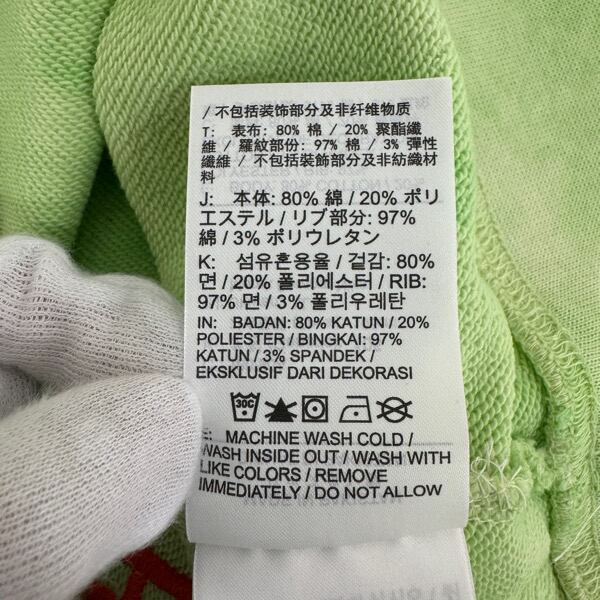 / 不包括装饰部分及非纤维物质
T: 表布: 80% 棉 / 20% 聚酯纖
維 / 羅紋部份: 97% 棉 / 3% 彈性
纖維 / 不包括裝飾部分及非紡織材
料
J: 本体: 80% 綿 / 20% ポリ
エステル / リブ部分: 97%
綿 / 3% ポリウレタン
K: 섬유혼용율 / 겉감: 80%
면 / 20% 폴리에스터 / RIB:
97% 면 / 3% 폴리우레탄
IN: BADAN: 80% KATUN / 20%
POLIESTER / BINGKAI: 97%
KATUN / 3% SPANDEK /
EKSKLUSIF DARI DEKORASI
30C
E: MACHINE WASH COLD /
WASH INSIDE OUT / WASH WITH
LIKE COLORS / REMOVE
IMMEDIATELY / DO NOT ALLOW